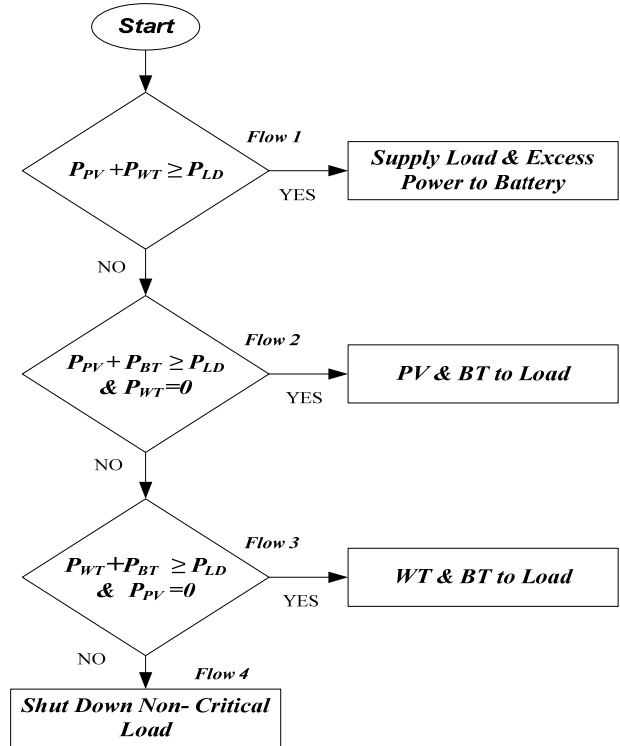 Start
Flow 1
P_PV +P_WT ≥ P_LD
YES
Supply Load & Excess
Power to Battery
NO
Flow 2
P_PV + P_BT ≥ P_LD
& P_WT=0
YES
PV & BT to Load
NO
Flow 3
P_WT+P_BT ≥ P_LD
& P_PV =0
YES
WT & BT to Load
NO
Flow 4
Shut Down Non- Critical
Load